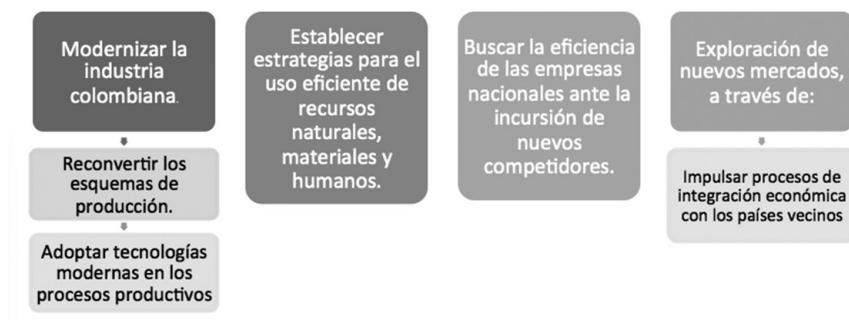 Modernizar la
industria
colombiana.
Reconvertir los
esquemas de
producción.
Adoptar tecnologías
modernas en los
procesos productivos
Establecer
estrategias para el
uso eficiente de
recursos
naturales,
materiales y
humanos.
Buscar la eficiencia
de las empresas
nacionales ante la
incursión de
nuevos
competidores.
Exploración de
nuevos mercados,
a través de:
Impulsar procesos de
integración económica
con los países vecinos